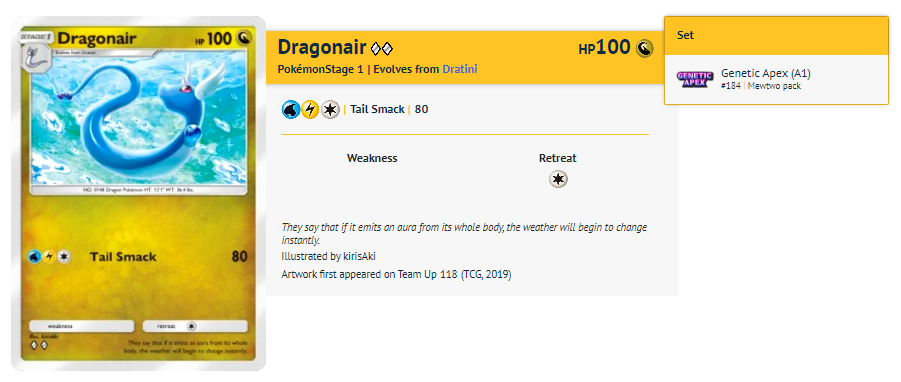 STAGE 1
Dragonair
HP 100
Evolves from Dratini
NO. 0148 Dragon Pokémon HT: 13'1" WT: 36.4 lbs.
Tail Smack 80
weakness
retreat
Illus. kirisAki
They say that if it emits an aura from its whole
body, the weather will begin to change instantly.
Dragonair
HP100
PokémonStage 1 | Evolves from Dratini
| Tail Smack | 80
Weakness
Retreat
They say that if it emits an aura from its whole body, the weather will begin to change
instantly.
Illustrated by kirisAki
Artwork first appeared on Team Up 118 (TCG, 2019)
Set
GENETIC
APEX
Genetic Apex (A1)
#184 | Mewtwo pack